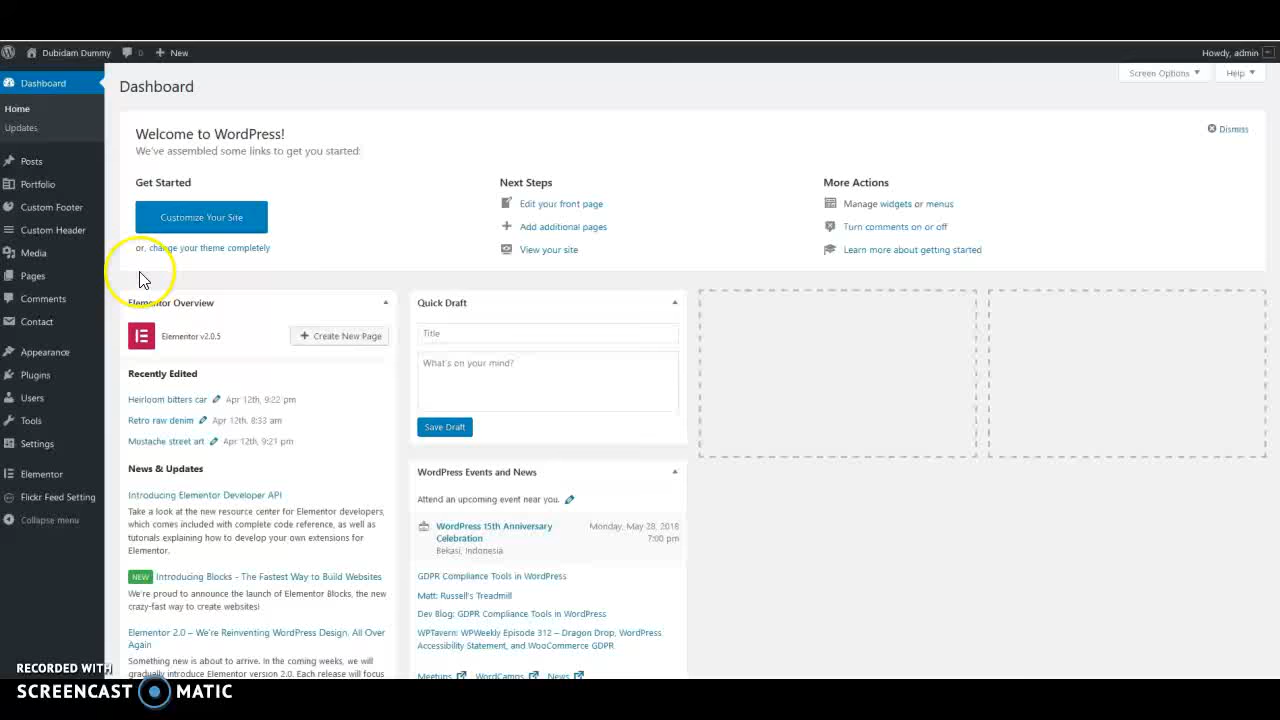 Dubidam Dummy 0 New Howdy, admin
Dashboard
Home
Updates
Posts
Portfolio
Custom Footer
Custom Header
Media
Pages
Comments
Contact
Appearance
Plugins
Users
Tools
Settings
Elementor
Flickr Feed Setting
Collapse menu
Screen Options Help
Dashboard
Welcome to WordPress!
Dismiss
We've assembled some links to get you started:
Get Started
Customize Your Site
or, change your theme completely
Next Steps
Edit your front page
Add additional pages
View your site
More Actions
Manage widgets or menus
Turn comments on or off
Learn more about getting started
Elementor Overview
Elementor v2.0.5
Create New Page
Recently Edited
Heirloom bitters car Apr 12th, 9:22 pm
Retro raw denim Apr 12th, 8:33 am
Mustache street art Apr 12th, 9:21 pm
News & Updates
Introducing Elementor Developer API
Take a look at the new resource center for Elementor developers,
which comes included with complete code reference, as well as
tutorials explaining how to develop your own extensions for
Elementor.
NEW Introducing Blocks - The Fastest Way to Build Websites
We're proud to announce the launch of Elementor Blocks, the new
crazy-fast way to create websites!
Elementor 2.0 – We're Reinventing WordPress Design. All Over
Again
Something new is about to arrive. In the coming weeks, we will
gradually introduce Elementor version 2.0. Each release will focus
Quick Draft
Title
What's on your mind?
Save Draft
WordPress Events and News
Attend an upcoming event near you.
WordPress 15th Anniversary
Celebration
Bekasi, Indonesia
Monday, May 28, 2018
7:00 pm
GDPR Compliance Tools in WordPress
Matt: Russell's Treadmill
Dev Blog: GDPR Compliance Tools in WordPress
WPTavern: WPWeekly Episode 312 – Dragon Drop, WordPress
Accessibility Statement, and WooCommerce GDPR
Meetups WordCamps News
RECORDED WITH
SCREENCAST MATIC